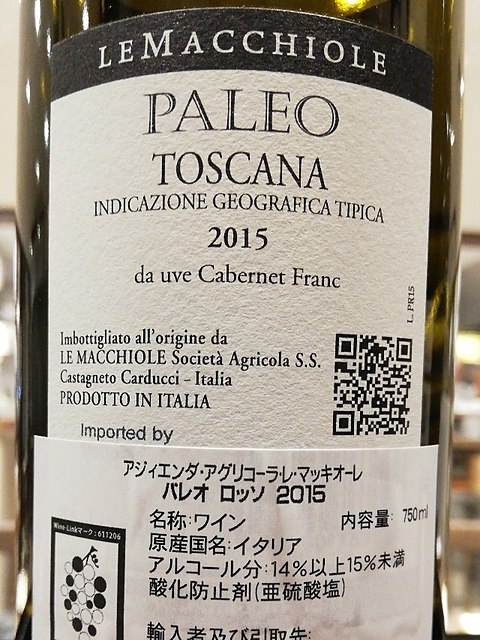 LE MACCHIOLE
PALEO
TOSCANA
INDICAZIONE GEOGRAFICA TIPICA
2015
da uve Cabernet Franc
L. PR15
Imbottigliato all'origine da
LE MACCHIOLE Società Agricola S.S.
Castagneto Carducci - Italia
PRODOTTO IN ITALIA
Imported by
アジィエンダ・アグリコーラ・レ・マッキオーレ
パレオ ロッソ 2015
Wine-Linkマーク:611206
名称:ワイン 内容量: 750ml
原産国名:イタリア
アルコール分:14%以上15%未満
酸化防止剤(亜硫酸塩)
輸入者及び引取先: